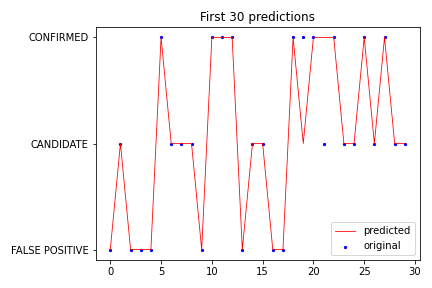 First 30 predictions
CONFIRMED
CANDIDATE
FALSE POSITIVE
predicted
original
0 5 10 15 20 25 30